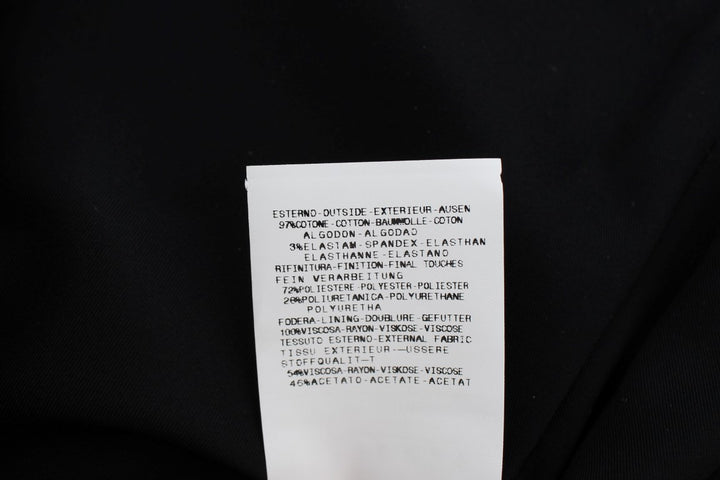 ESTERNO-OUTSIDE-EXTERIEUR-AUSEN
97%COTONE-COTTON-BAUMWOLLE-COTON
ALGODON-ALGODAO
3%ELASTAM-SPANDEX-ELASTHAN
ELASTHANNE-ELASTANO
RIFINITURA-FINITION-FINAL TOUCHES
FEIN VERARBEITUNG
72%POLIESTERE-POLYESTER-POLIESTER
28%POLIURETANICA-POLYURETHANE
POLYURETHA
FODERA-LINING-DOUBLURE-GEFUTTER
100%VISCOSA-RAYON-VISKOSE-VISCOSE
TESSUTO ESTERNO-EXTERNAL FABRIC
TISSU EXTERIEUR-—USSERE
STOFFQUALIT-T
54%VISCOSA-RAYON-VISKOSE-VISCOSE
46%ACETATO-ACETATE-ACETAT